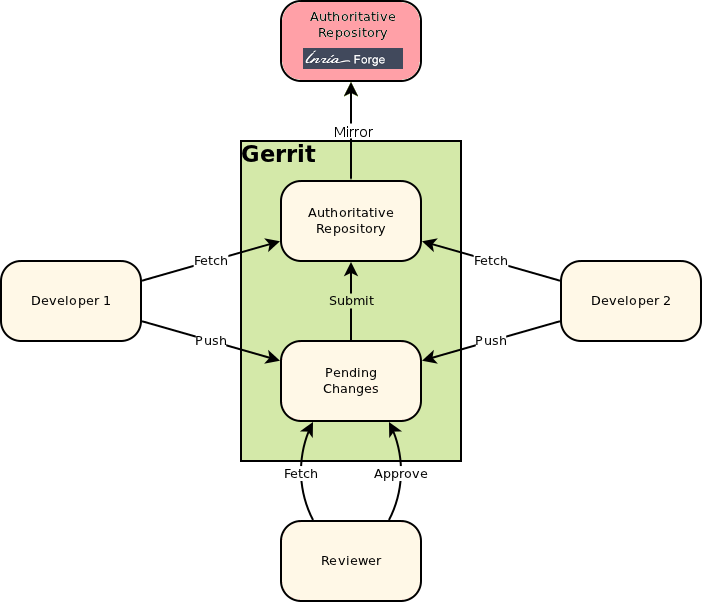 Authoritative
Repository
Inria Forge
Mirror
Gerrit
Authoritative
Repository
Fetch
Fetch
Developer 1
Submit
Developer 2
Push
Push
Pending
Changes
Fetch
Approve
Reviewer